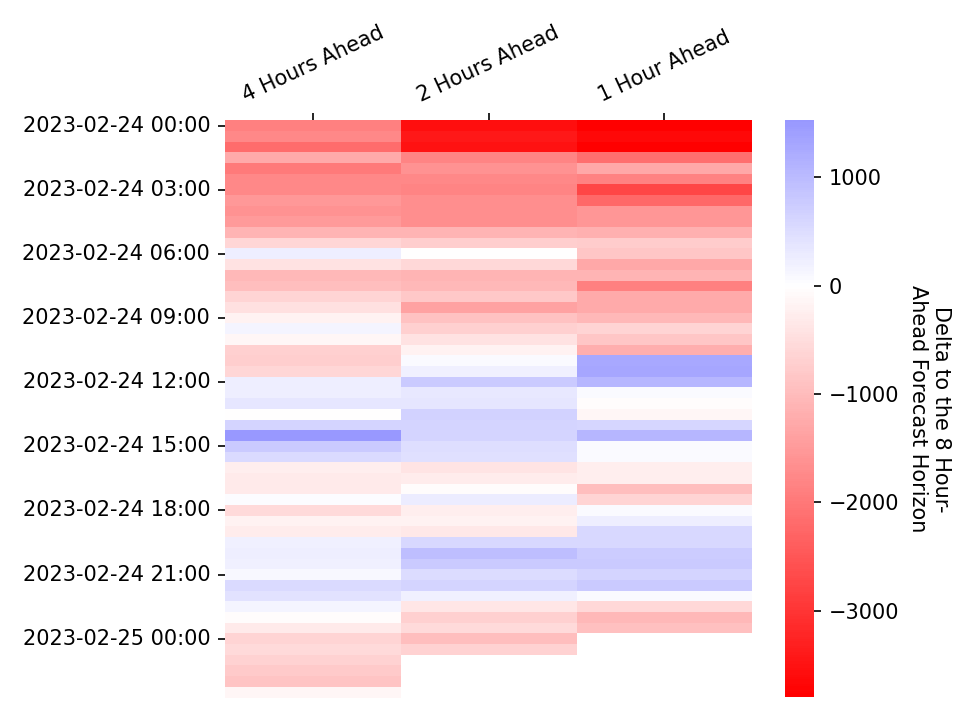 4 Hours Ahead
2 Hours Ahead
1 Hour Ahead
2023-02-24 00:00
2023-02-24 03:00
2023-02-24 06:00
2023-02-24 09:00
2023-02-24 12:00
2023-02-24 15:00
2023-02-24 18:00
2023-02-24 21:00
2023-02-25 00:00
1000
0
−1000
−2000
−3000
Delta to the 8 Hour-
Ahead Forecast Horizon